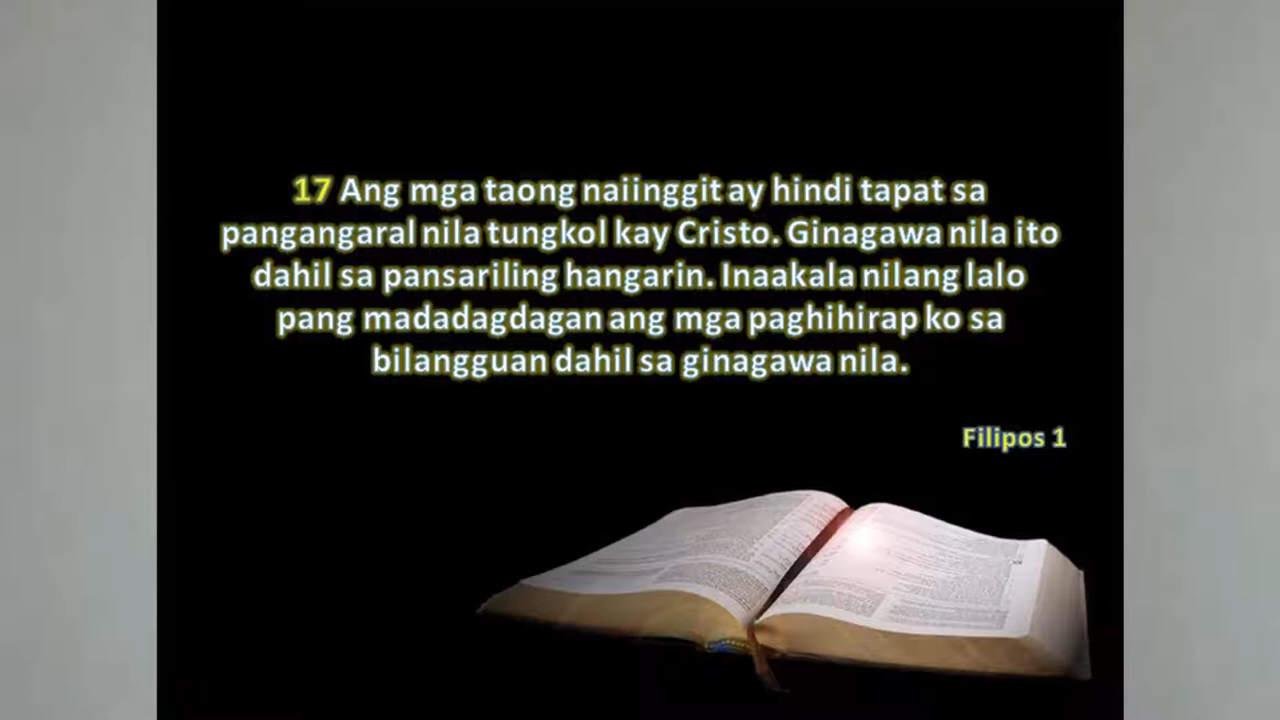 17 Ang mga taong naiinggit ay hindi tapat sa
pangangaral nila tungkol kay Cristo. Ginagawa nila ito
dahil sa pansariling hangarin. Inaakala nilang lalo
pang madadagdagan ang mga paghihirap ko sa
bilangguan dahil sa ginagawa nila.
Filipos 1